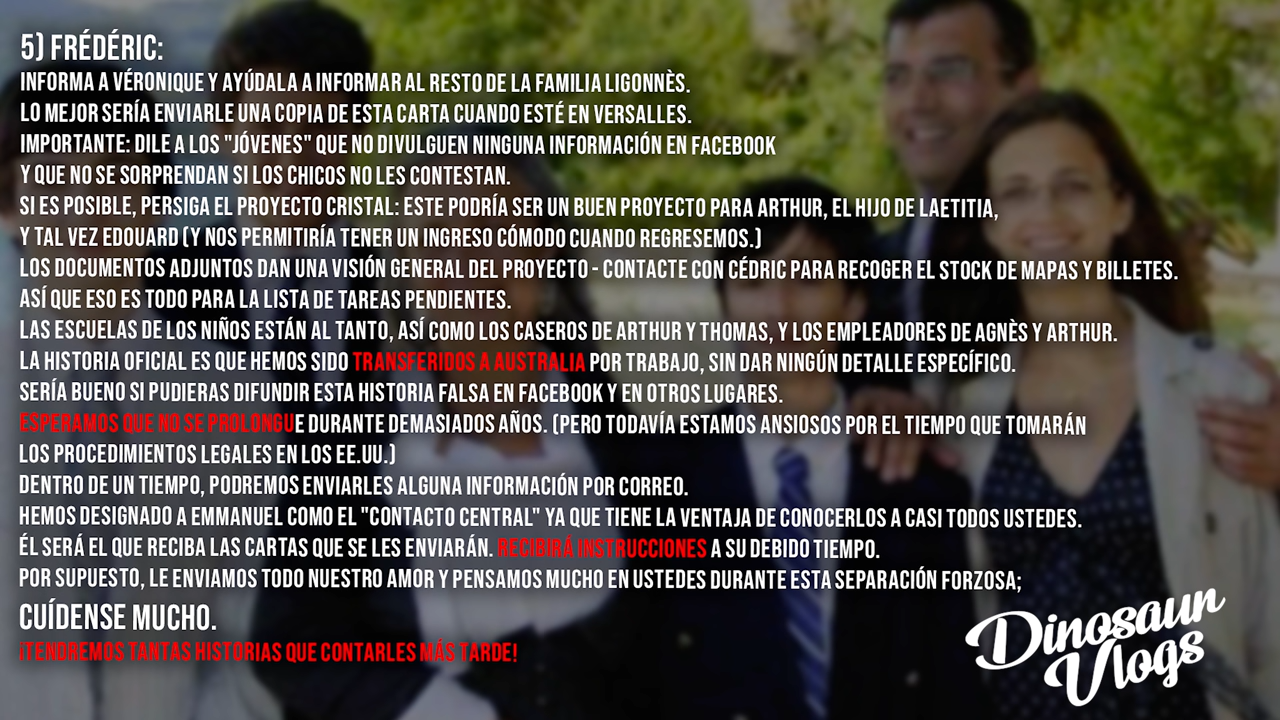 5) FRÉDÉRIC:
INFORMA A VÉRONIQUE Y AYÚDALA A INFORMAR AL RESTO DE LA FAMILIA LIGONNÈS.
LO MEJOR SERÍA ENVIARLE UNA COPIA DE ESTA CARTA CUANDO ESTÉ EN VERSALLES.
IMPORTANTE: DILE A LOS "JÓVENES" QUE NO DIVULGUEN NINGUNA INFORMACIÓN EN FACEBOOK
Y QUE NO SE SORPRENDAN SI LOS CHICOS NO LES CONTESTAN.
SI ES POSIBLE, PERSIGA EL PROYECTO CRISTAL: ESTE PODRÍA SER UN BUEN PROYECTO PARA ARTHUR, EL HIJO DE LAETITIA,
Y TAL VEZ EDOUARD (Y NOS PERMITIRÍA TENER UN INGRESO CÓMODO CUANDO REGRESEMOS.)
LOS DOCUMENTOS ADJUNTOS DAN UNA VISIÓN GENERAL DEL PROYECTO - CONTACTE CON CÉDRIC PARA RECOGER EL STOCK DE MAPAS Y BILLETES.
ASÍ QUE ESO ES TODO PARA LA LISTA DE TAREAS PENDIENTES.
LAS ESCUELAS DE LOS NIÑOS ESTÁN AL TANTO, ASÍ COMO LOS CASEROS DE ARTHUR Y THOMAS, Y LOS EMPLEADORES DE AGNÈS Y ARTHUR.
LA HISTORIA OFICIAL ES QUE HEMOS SIDO TRANSFERIDOS A AUSTRALIA POR TRABAJO, SIN DAR NINGÚN DETALLE ESPECÍFICO.
SERÍA BUENO SI PUDIERAS DIFUNDIR ESTA HISTORIA FALSA EN FACEBOOK Y EN OTROS LUGARES.
ESPERAMOS QUE NO SE PROLONGUE DURANTE DEMASIADOS AÑOS. (PERO TODAVÍA ESTAMOS ANSIOSOS POR EL TIEMPO QUE TOMARÁN
LOS PROCEDIMIENTOS LEGALES EN LOS EE.UU.)
DENTRO DE UN TIEMPO, PODREMOS ENVIARLES ALGUNA INFORMACIÓN POR CORREO.
HEMOS DESIGNADO A EMMANUEL COMO EL "CONTACTO CENTRAL" YA QUE TIENE LA VENTAJA DE CONOCERLOS A CASI TODOS USTEDES.
ÉL SERÁ EL QUE RECIBA LAS CARTAS QUE SE LES ENVIARÁN. RECIBIRÁ INSTRUCCIONES A SU DEBIDO TIEMPO.
POR SUPUESTO, LE ENVIAMOS TODO NUESTRO AMOR Y PENSAMOS MUCHO EN USTEDES DURANTE ESTA SEPARACIÓN FORZOSA;
CUÍDENSE MUCHO.
¡TENDREMOS TANTAS HISTORIAS QUE CONTARLES MÁS TARDE!
Dinosaur
Vlogs